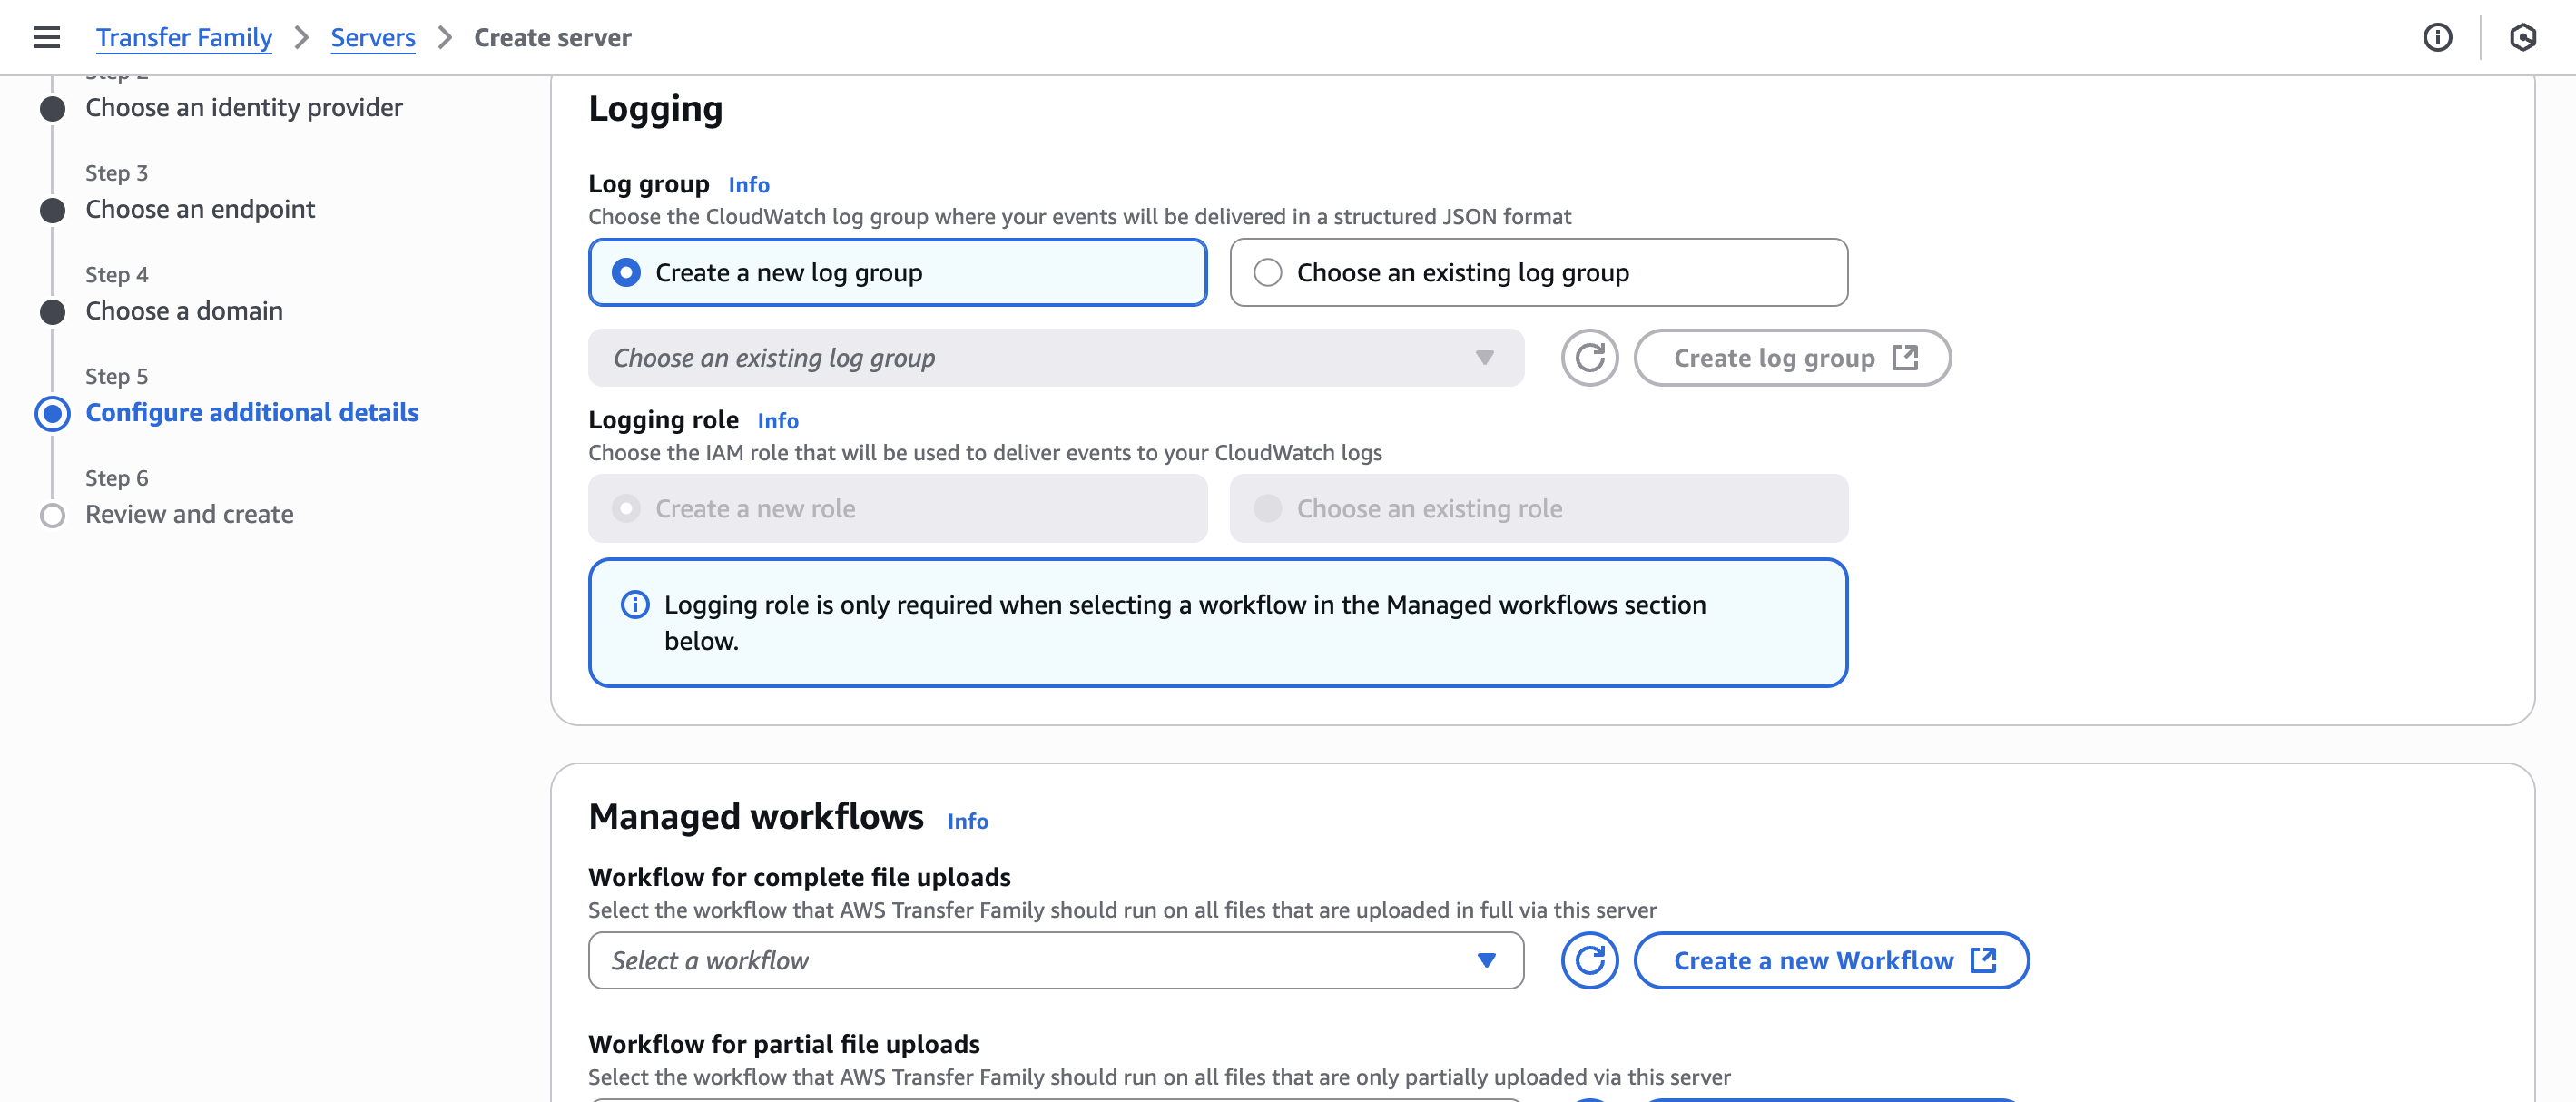 Transfer Family
Servers
Create server
Step 2
Choose an identity provider
Step 3
Choose an endpoint
Step 4
Choose a domain
Step 5
Configure additional details
Step 6
Review and create
Logging
Log group Info
Choose the CloudWatch log group where your events will be delivered in a structured JSON format
Create a new log group
Choose an existing log group
Choose an existing log group
Create log group
Logging role Info
Choose the IAM role that will be used to deliver events to your CloudWatch logs
Create a new role
Choose an existing role
Logging role is only required when selecting a workflow in the Managed workflows section
below.
Managed workflows Info
Workflow for complete file uploads
Select the workflow that AWS Transfer Family should run on all files that are uploaded in full via this server
Select a workflow
Create a new Workflow
Workflow for partial file uploads
Select the workflow that AWS Transfer Family should run on all files that are only partially uploaded via this server